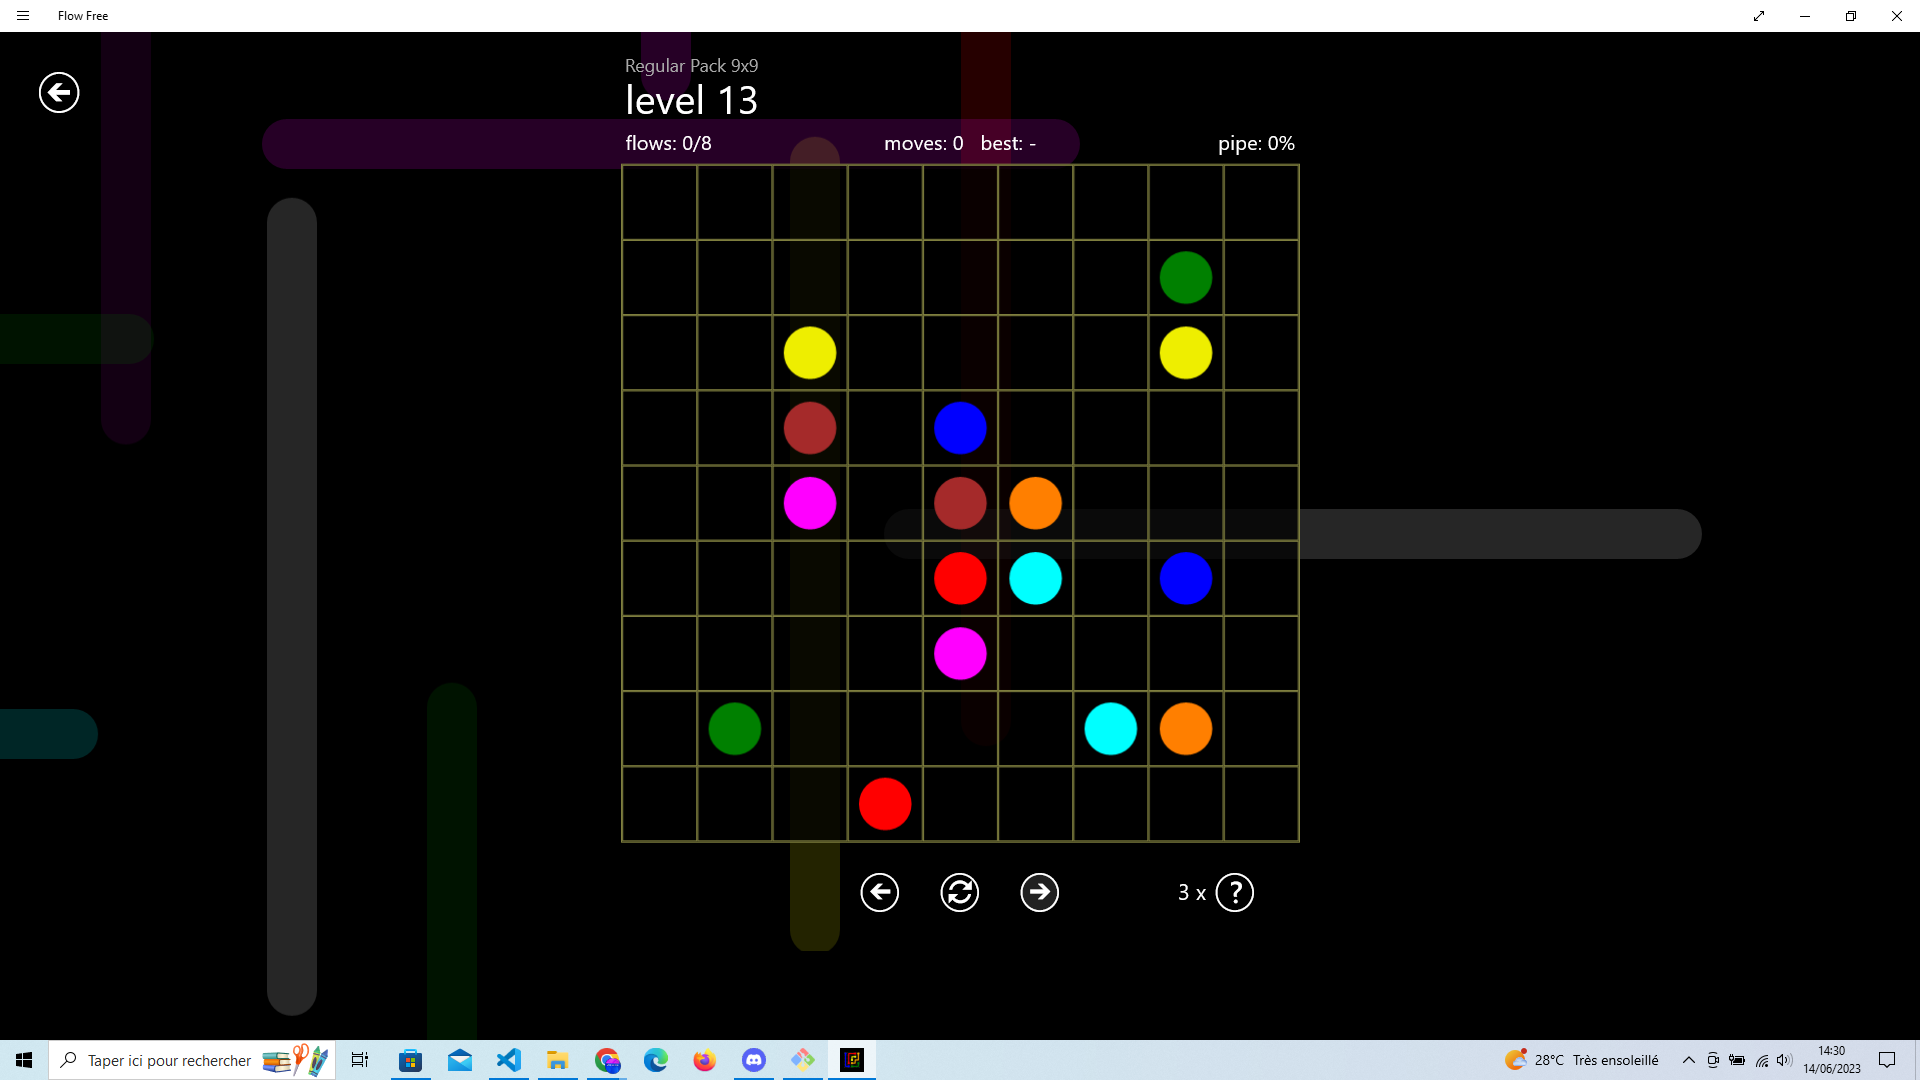 Flow Free
Regular Pack 9x9
level 13
flows: 0/8 moves: 0 best: - pipe: 0%
3 x ?
Taper ici pour rechercher
28°C Très ensoleillé
14:30
14/06/2023